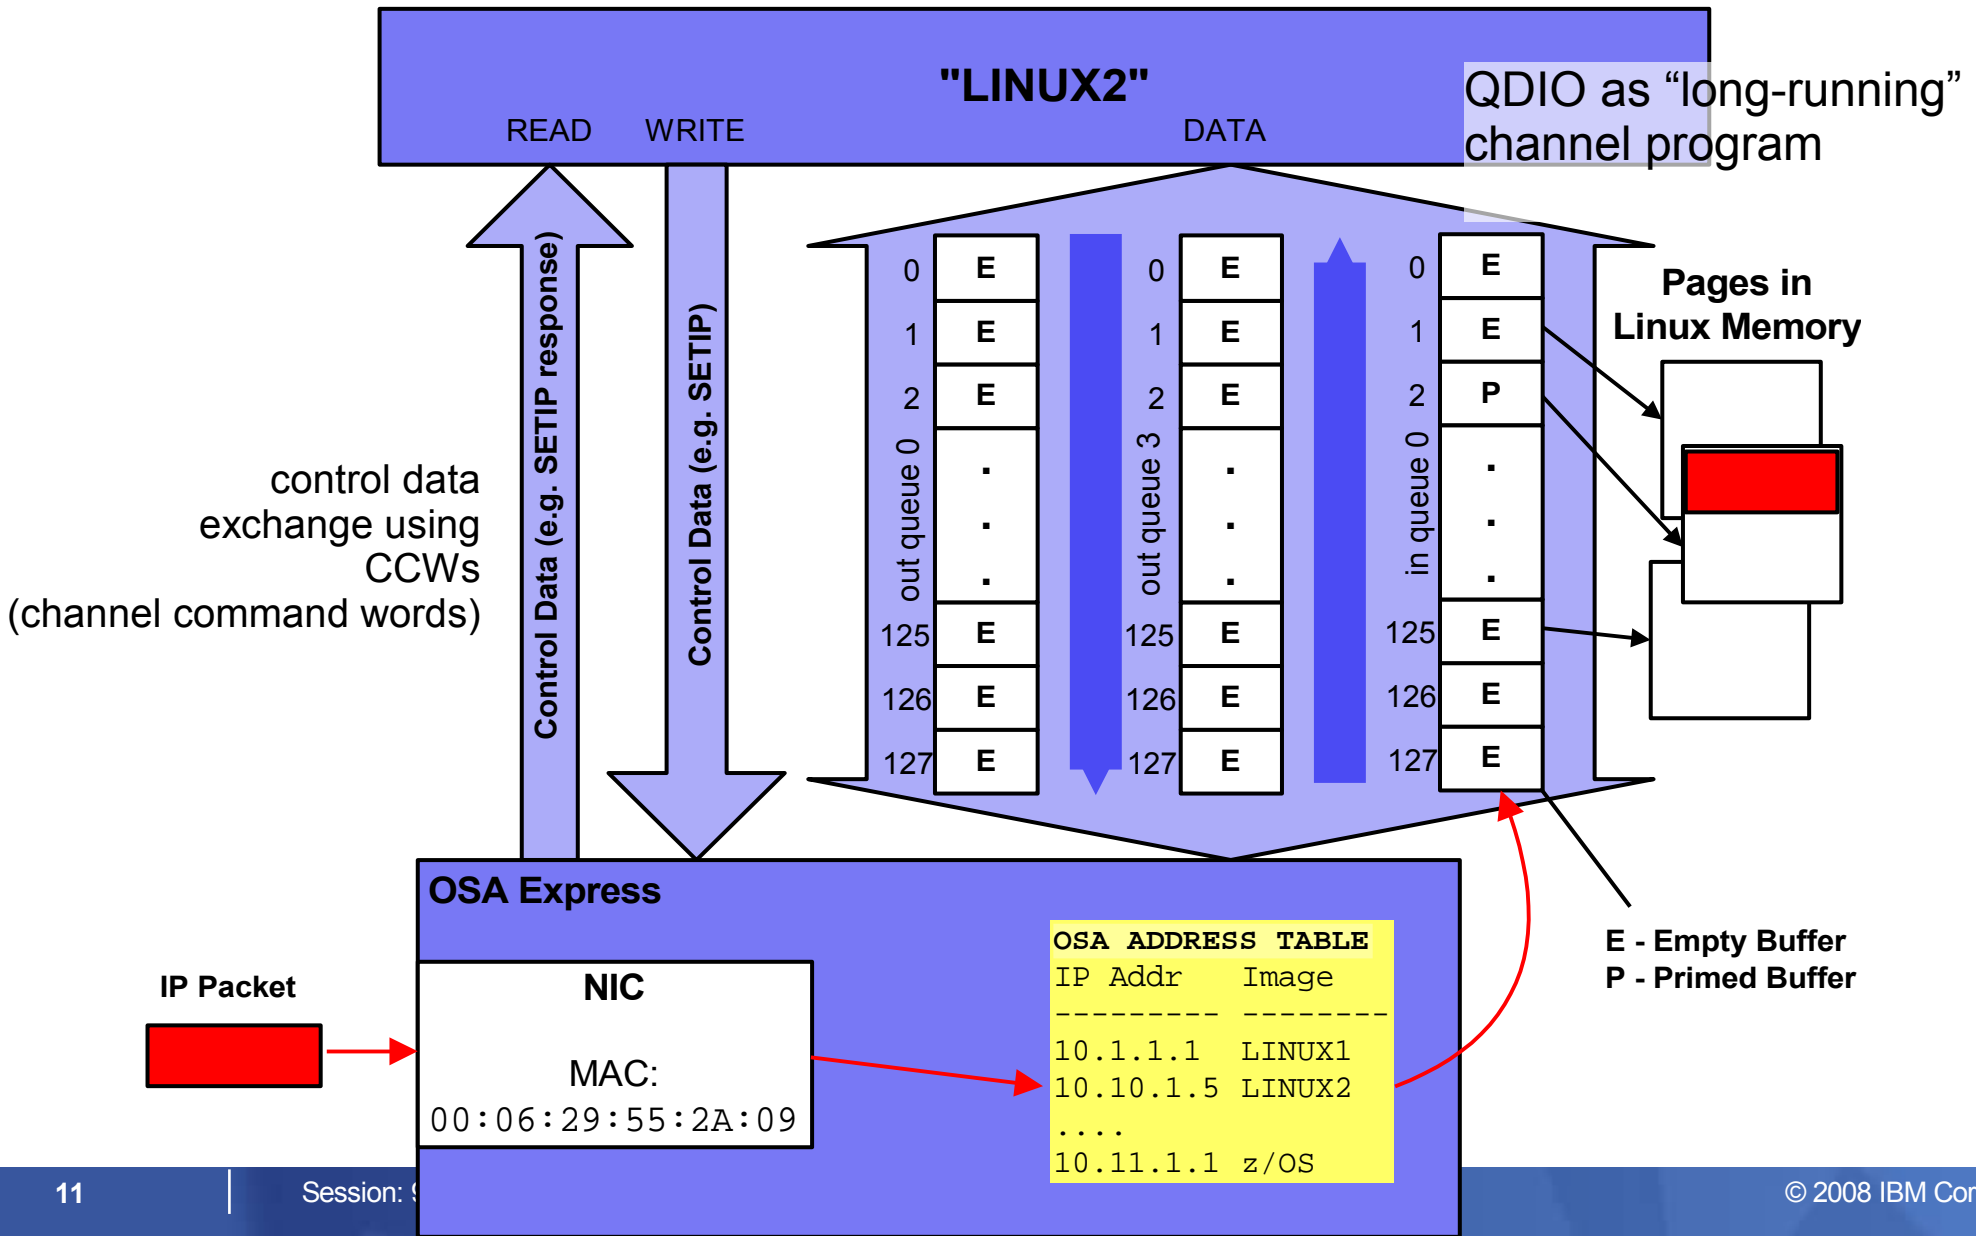 "LINUX2"
READ
WRITE
DATA
QDIO as “long-running”
channel program
Control Data (e.g. SETIP response)
Control Data (e.g. SETIP)
control data
exchange using
CCWs
(channel command words)
0 E
1 E
2 E
.
.
.
125 E
126 E
127 E
out queue 0
0 E
1 E
2 E
.
.
.
125 E
126 E
127 E
out queue 3
0 E
1 E
2 P
.
.
.
125 E
126 E
127 E
in queue 0
Pages in
Linux Memory
E - Empty Buffer
P - Primed Buffer
OSA Express
IP Packet
NIC
MAC:
00:06:29:55:2A:09
OSA ADDRESS TABLE
IP Addr Image
--------- --------
10.1.1.1 LINUX1
10.10.1.5 LINUX2
....
10.11.1.1 z/OS
11
Session:
© 2008 IBM